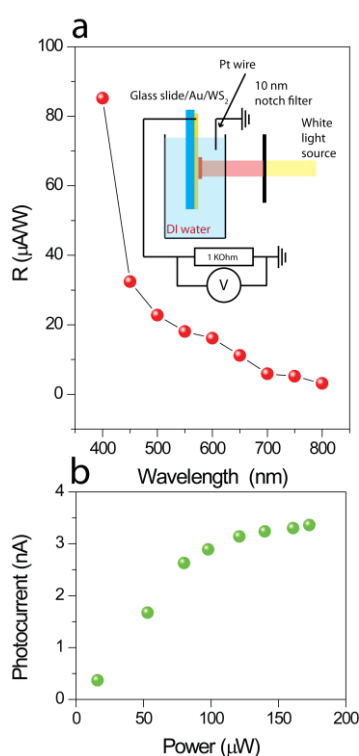 a
Pt wire
Glass slide/Au/WS2
10 nm
notch filter
White
light
source
DI water
1 KOhm
V
R (μA/W)
100
80
60
40
20
0
400 500 600 700 800
Wavelength (nm)
b
Photocurrent (nA)
4
3
2
1
0
0 50 100 150 200
Power (μW)